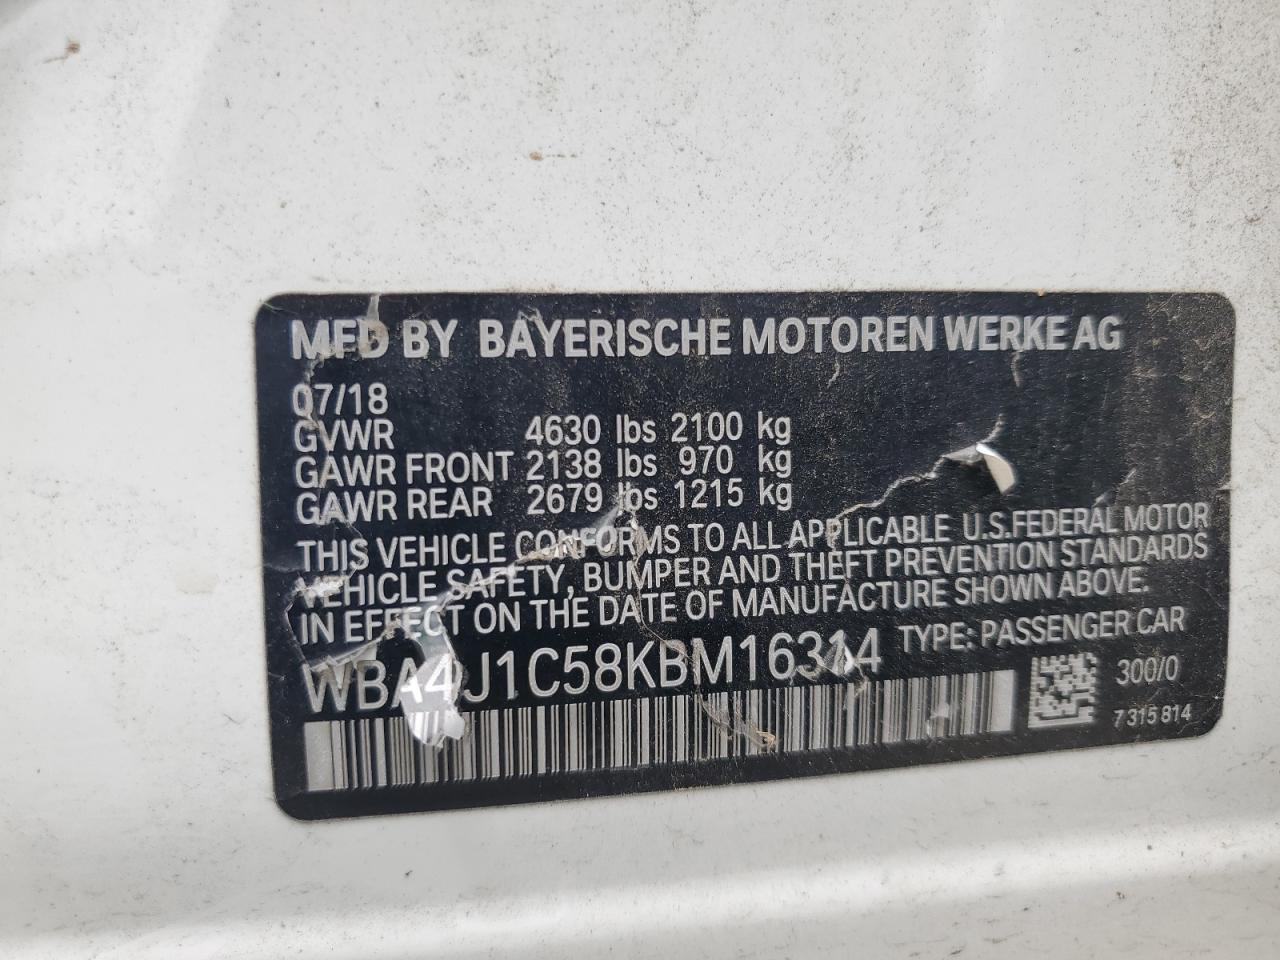 MFD BY BAYERISCHE MOTOREN WERKE AG
07/18
GVWR 4630 lbs 2100 kg
GAWR FRONT 2138 lbs 970 kg
GAWR REAR 2679 lbs 1215 kg
THIS VEHICLE CONFORMS TO ALL APPLICABLE U.S.FEDERAL MOTOR
VEHICLE SAFETY, BUMPER AND THEFT PREVENTION STANDARDS
IN EFFECT ON THE DATE OF MANUFACTURE SHOWN ABOVE.
WBA4J1C58KBM16314 TYPE: PASSENGER CAR
300/0
7 315 814